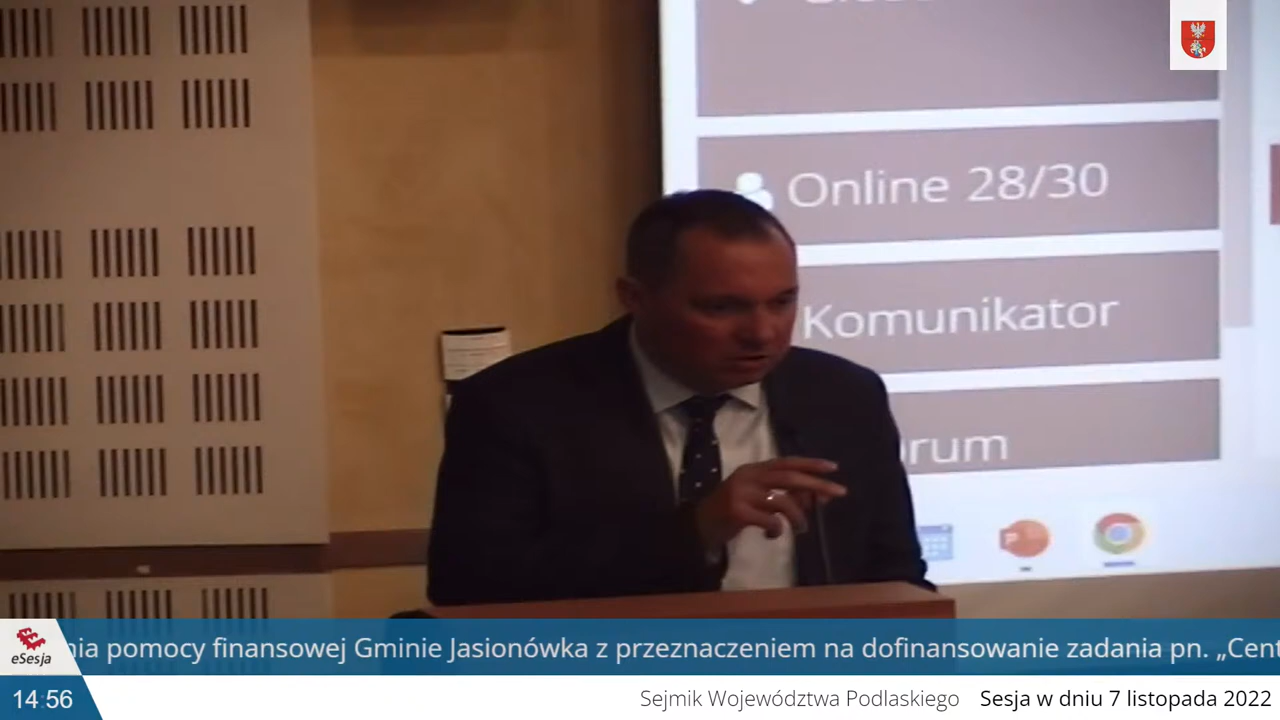 Online 28/30
Komunikator
eSesja
nia pomocy finansowej Gminie Jasionówka z przeznaczeniem na dofinansowanie zadania pn. „Cent
14:56
Sejmik Województwa Podlaskiego Sesja w dniu 7 listopada 2022